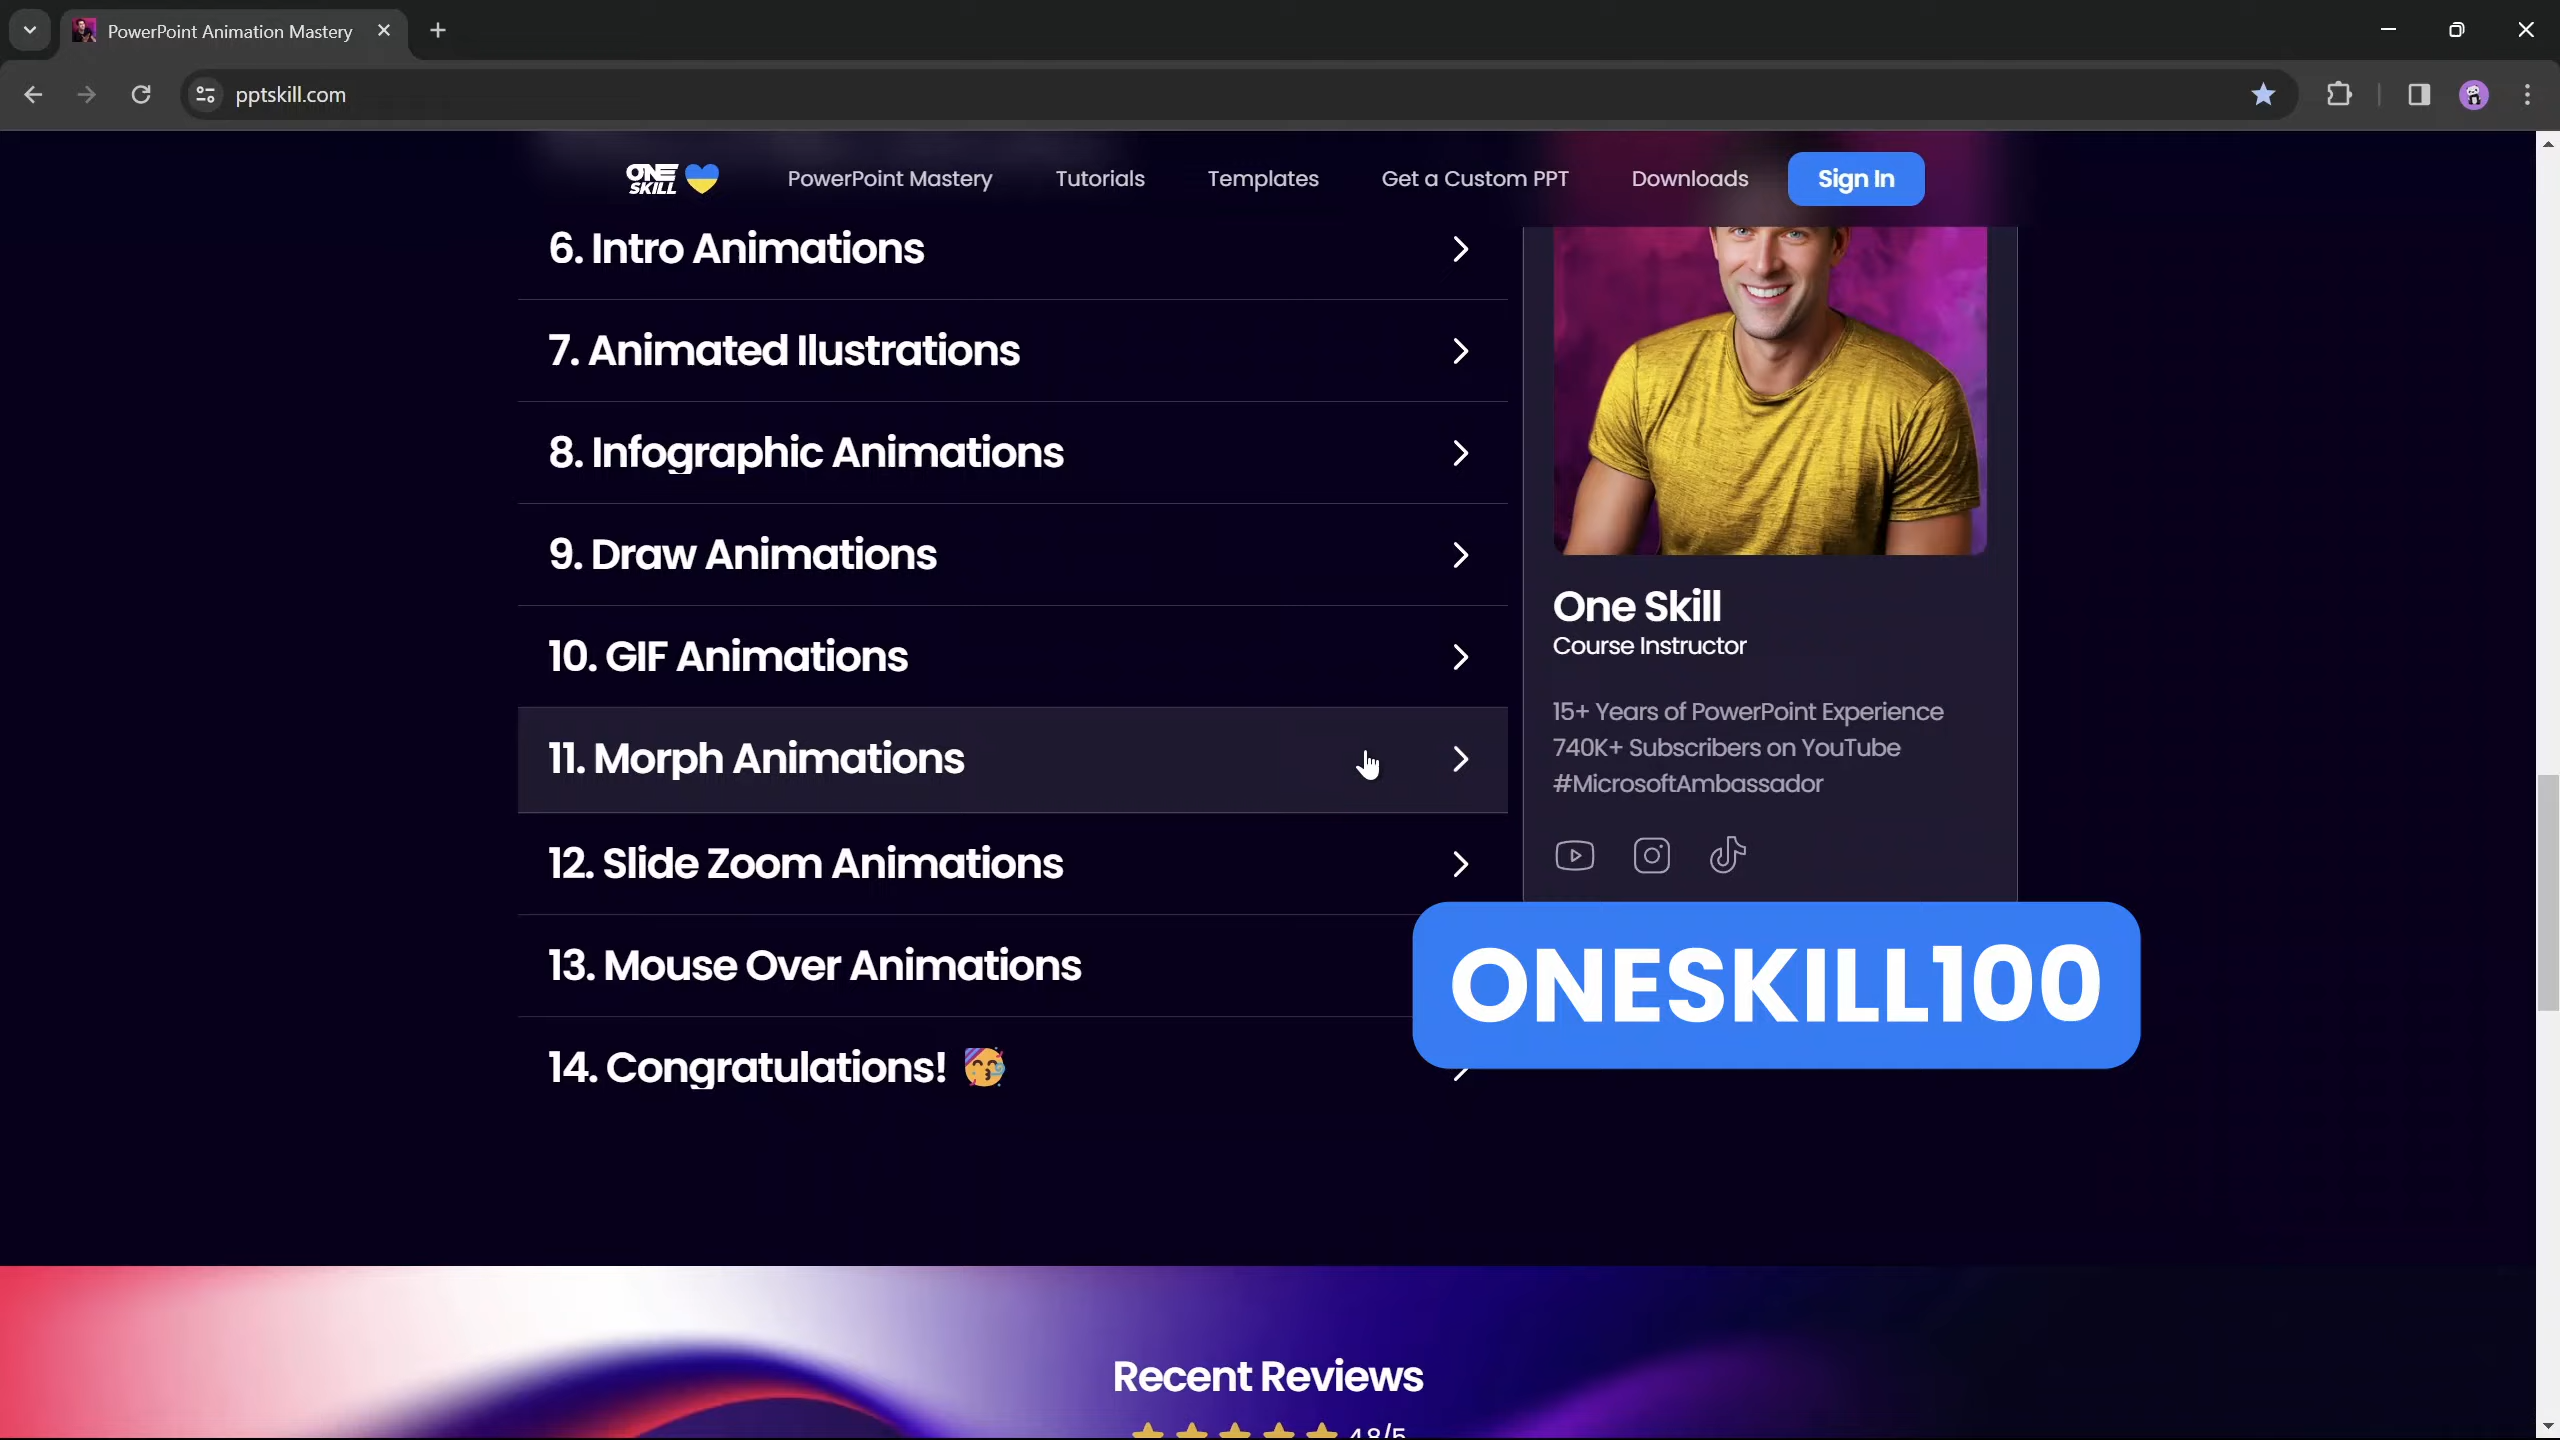 PowerPoint Animation Mastery
pptskill.com
ONE SKILL
PowerPoint Mastery
Tutorials
Templates
Get a Custom PPT
Downloads
Sign In
6. Intro Animations
7. Animated Ilustrations
8. Infographic Animations
9. Draw Animations
10. GIF Animations
11. Morph Animations
12. Slide Zoom Animations
13. Mouse Over Animations
14. Congratulations! 🥳
One Skill
Course Instructor
15+ Years of PowerPoint Experience
740K+ Subscribers on YouTube
#MicrosoftAmbassador
ONESKILL100
Recent Reviews
4.8/5